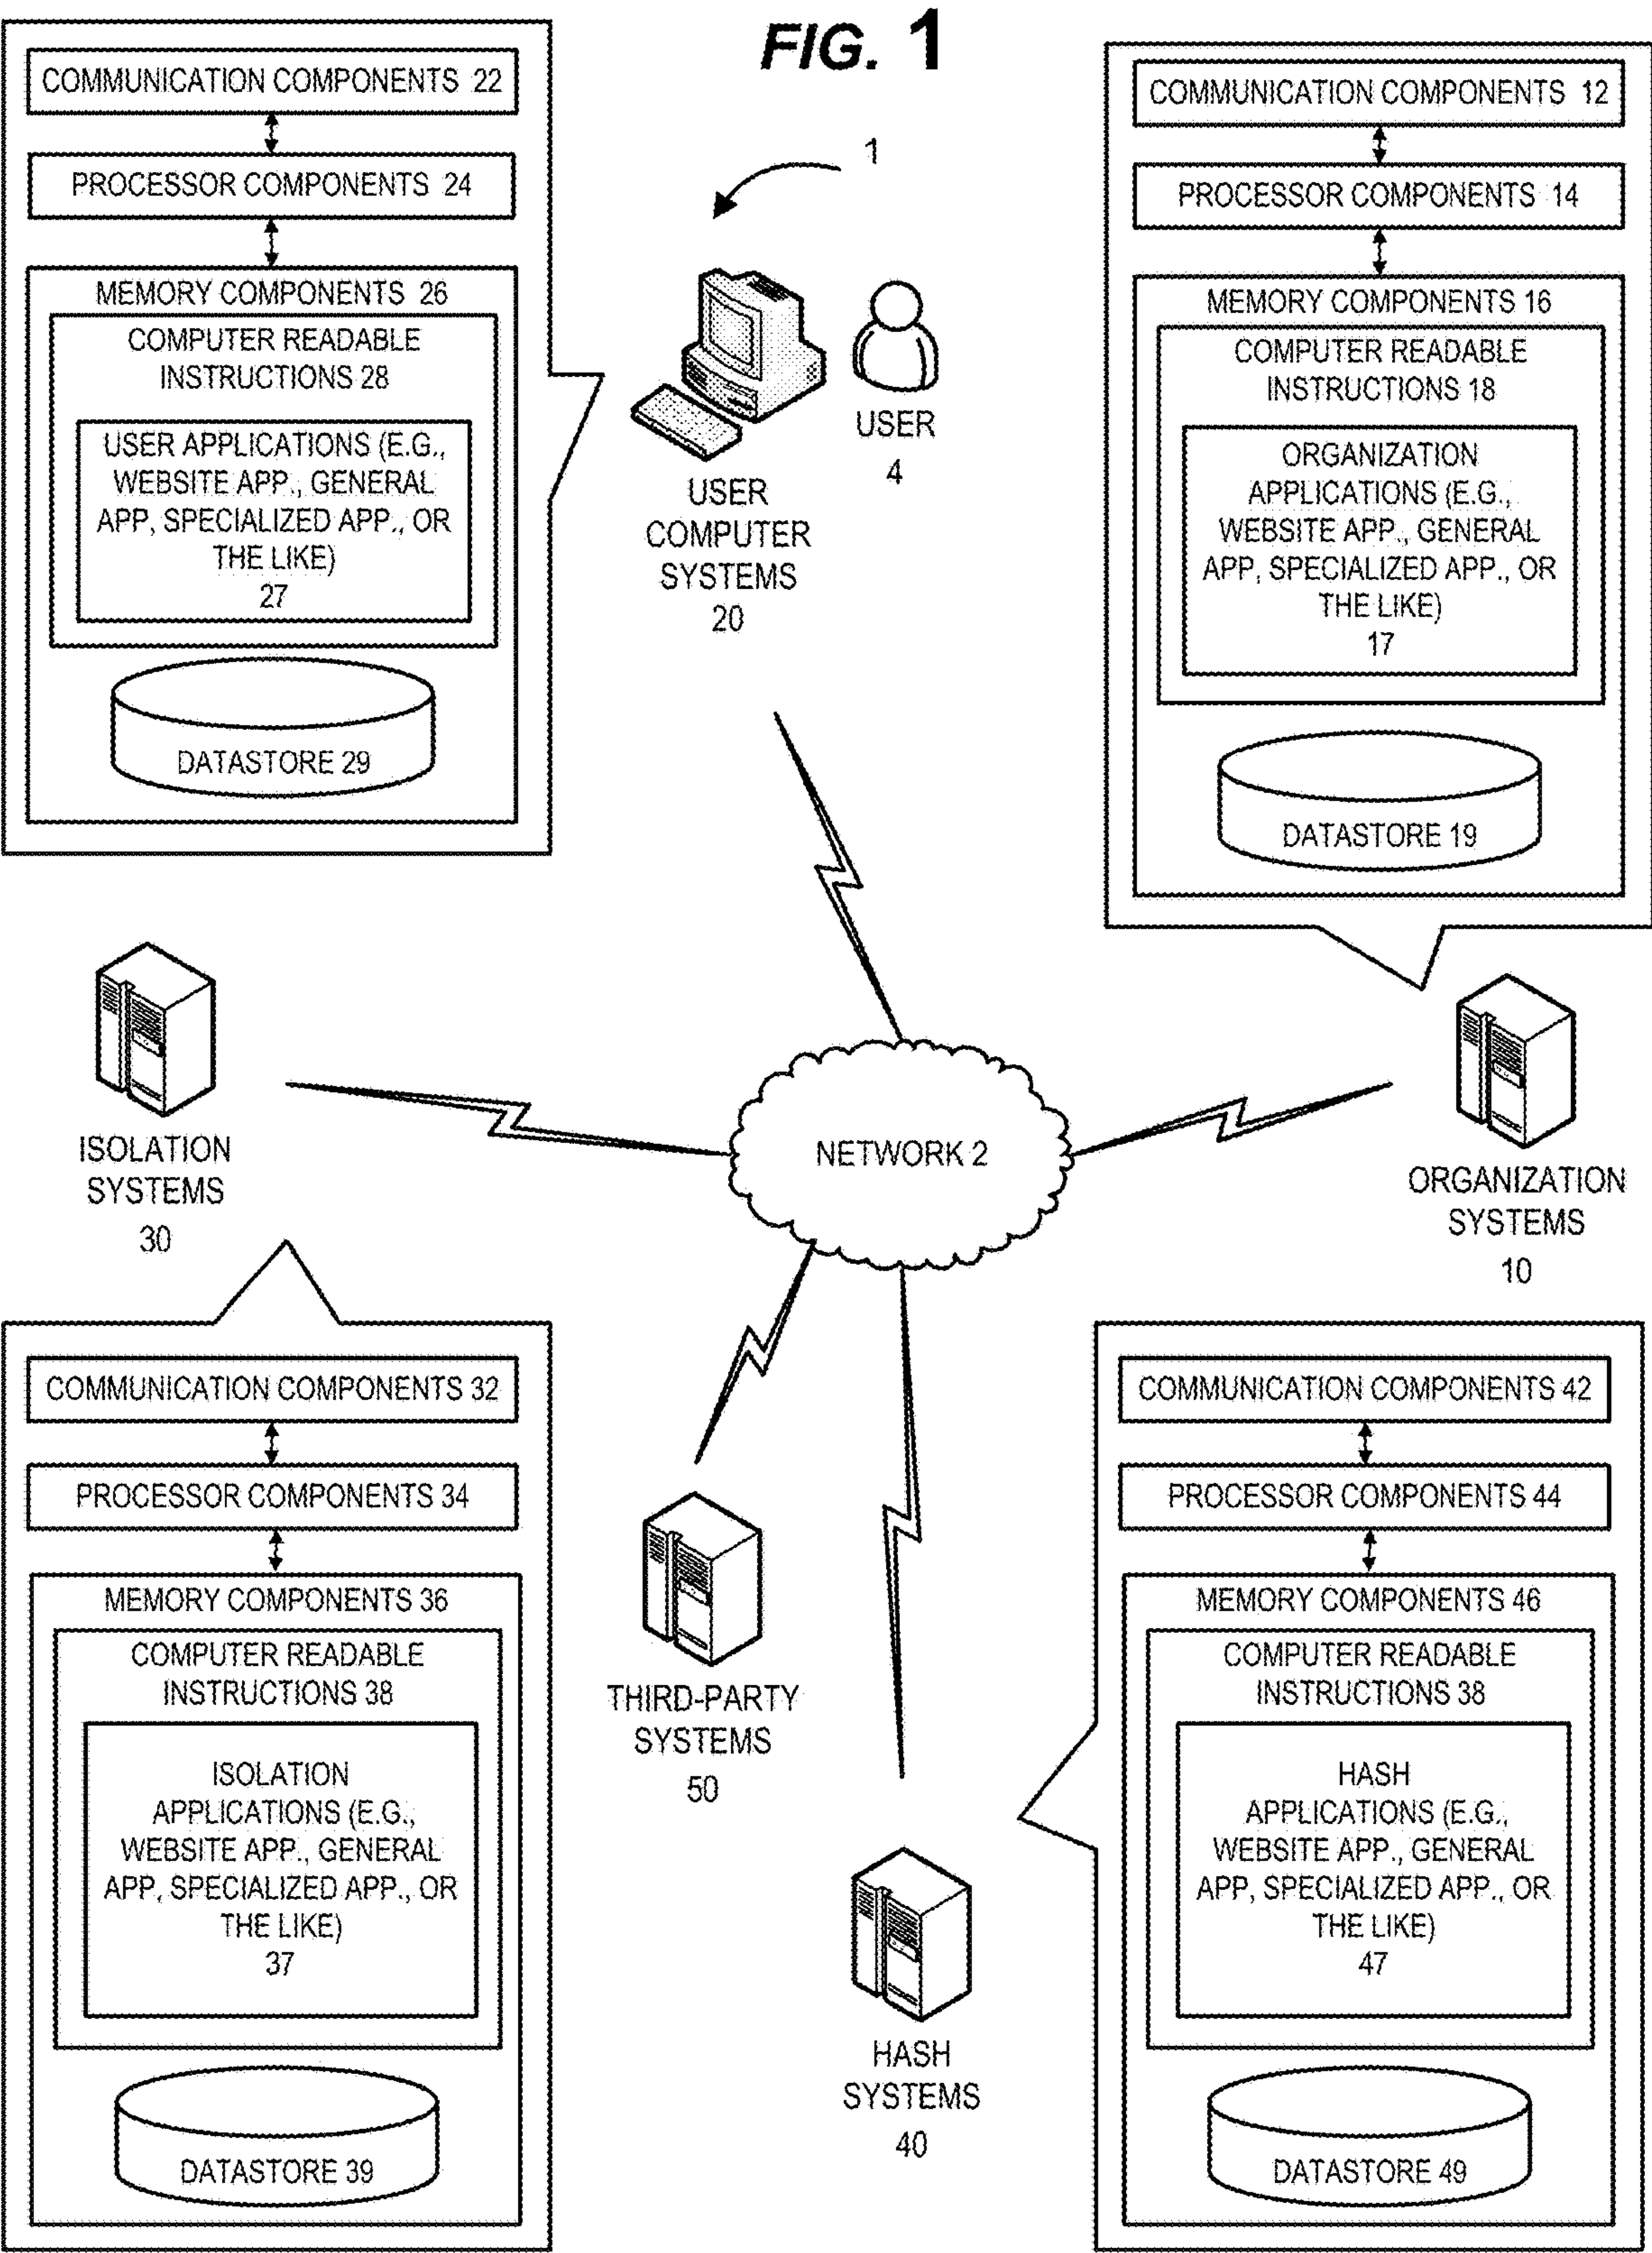 FIG. 1
COMMUNICATION COMPONENTS 22
PROCESSOR COMPONENTS 24
MEMORY COMPONENTS 26
COMPUTER READABLE
INSTRUCTIONS 28
USER APPLICATIONS (E.G.,
WEBSITE APP., GENERAL
APP, SPECIALIZED APP., OR
THE LIKE)
27
DATASTORE 29
1
USER
4
USER
COMPUTER
SYSTEMS
20
COMMUNICATION COMPONENTS 12
PROCESSOR COMPONENTS 14
MEMORY COMPONENTS 16
COMPUTER READABLE
INSTRUCTIONS 18
ORGANIZATION
APPLICATIONS (E.G.,
WEBSITE APP., GENERAL
APP, SPECIALIZED APP., OR
THE LIKE)
17
DATASTORE 19
ISOLATION
SYSTEMS
30
NETWORK 2
ORGANIZATION
SYSTEMS
10
COMMUNICATION COMPONENTS 32
PROCESSOR COMPONENTS 34
MEMORY COMPONENTS 36
COMPUTER READABLE
INSTRUCTIONS 38
ISOLATION
APPLICATIONS (E.G.,
WEBSITE APP., GENERAL
APP, SPECIALIZED APP., OR
THE LIKE)
37
DATASTORE 39
THIRD-PARTY
SYSTEMS
50
HASH
SYSTEMS
40
COMMUNICATION COMPONENTS 42
PROCESSOR COMPONENTS 44
MEMORY COMPONENTS 46
COMPUTER READABLE
INSTRUCTIONS 38
HASH
APPLICATIONS (E.G.,
WEBSITE APP., GENERAL
APP, SPECIALIZED APP., OR
THE LIKE)
47
DATASTORE 49